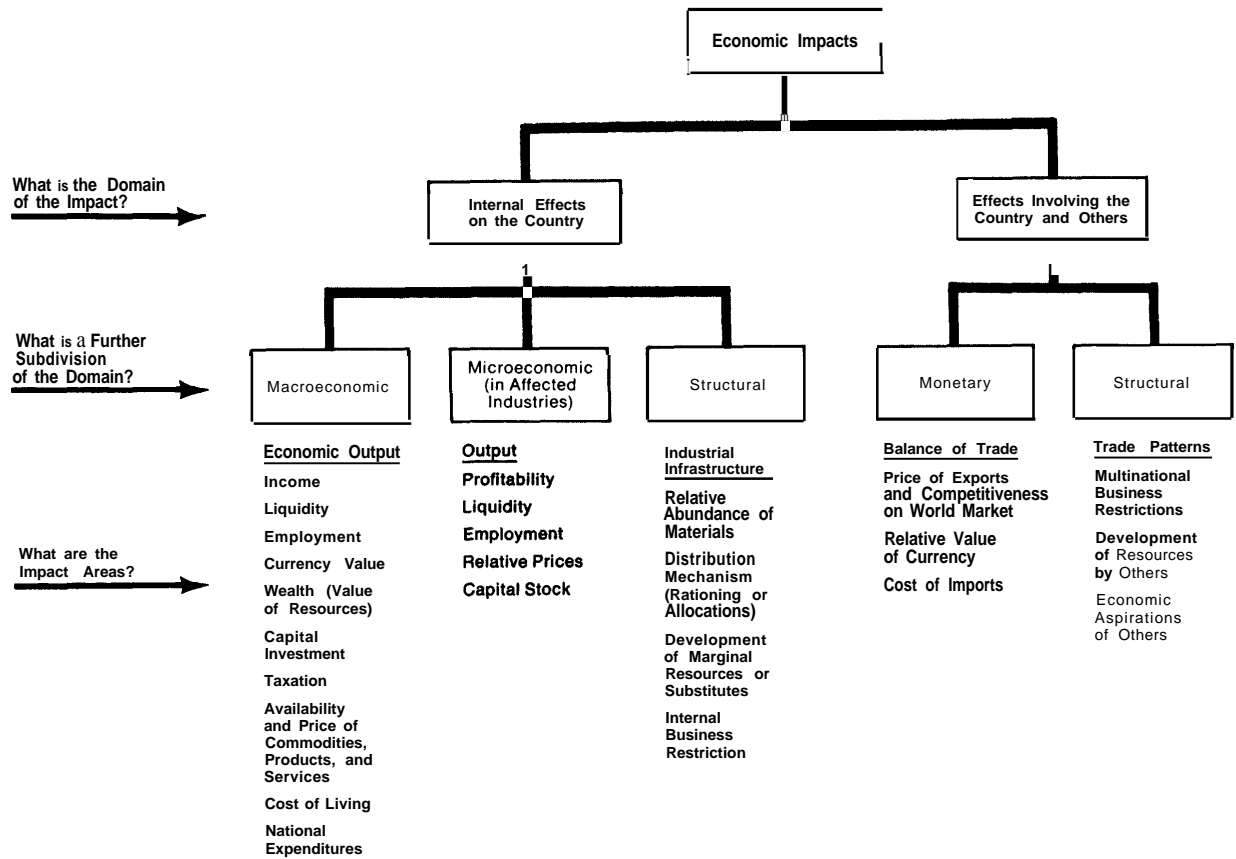 Economic Impacts
What is the Domain
of the Impact?
Internal Effects
on the Country
Effects Involving the
Country and Others
1
What is a Further
Subdivision
of the Domain?
Macroeconomic
Microeconomic
(in Affected
Industries)
Structural
Monetary
Structural
What are the
Impact Areas?
Economic Output
Income
Liquidity
Employment
Currency Value
Wealth (Value
of Resources)
Capital
Investment
Taxation
Availability
and Price of
Commodities,
Products, and
Services
Cost of Living
National
Expenditures
Output
Profitability
Liquidity
Employment
Relative Prices
Capital Stock
Industrial
Infrastructure
Relative
Abundance of
Materials
Distribution
Mechanism
(Rationing or
Allocations)
Development
of Marginal
Resources or
Substitutes
Internal
Business
Restriction
Balance of Trade
Price of Exports
and Competitiveness
on World Market
Relative Value
of Currency
Cost of Imports
Trade Patterns
Multinational
Business
Restrictions
Development
of Resources
by Others
Economic
Aspirations
of Others